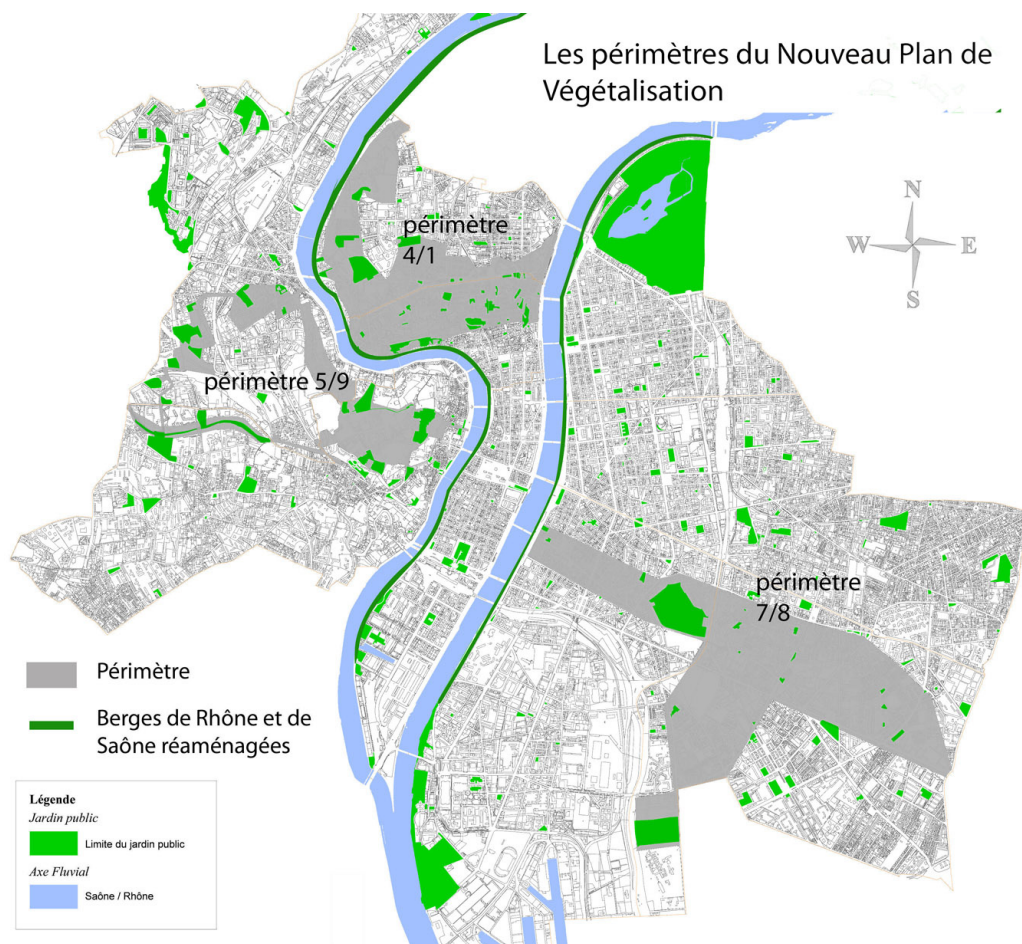 Les périmètres du Nouveau Plan de
Végétalisation
N
W
E
S
périmètre
4/1
périmètre 5/9
périmètre
7/8
Périmètre
Berges de Rhône et de
Saône réaménagées
Légende
Jardin public
Limite du jardin public
Axe Fluvial
Saône / Rhône